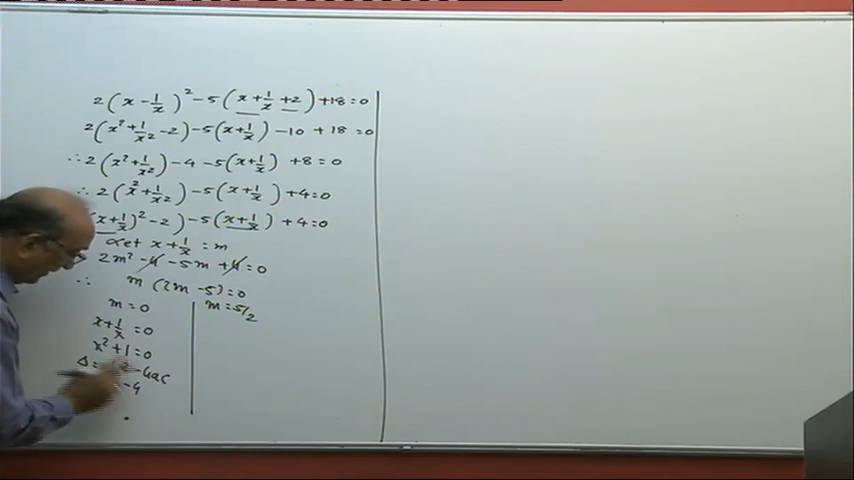 2(x-1/x)² -5(x+1/x+2)+18=0
2(x²+1/x²-2)-5(x+1/x)-10+18=0
∴ 2(x²+1/x²)-4-5(x+1/x)+8=0
∴ 2(x²+1/x²)-5(x+1/x)+4=0
(x+1/x)²-2)-5(x+1/x)+4=0
Let x+1/x=m
2m²-4-5m+4=0
∴ m(2m-5)=0
m=0 m=5/2
x+1/x=0
x²+1=0
Δ= -4ac
-4